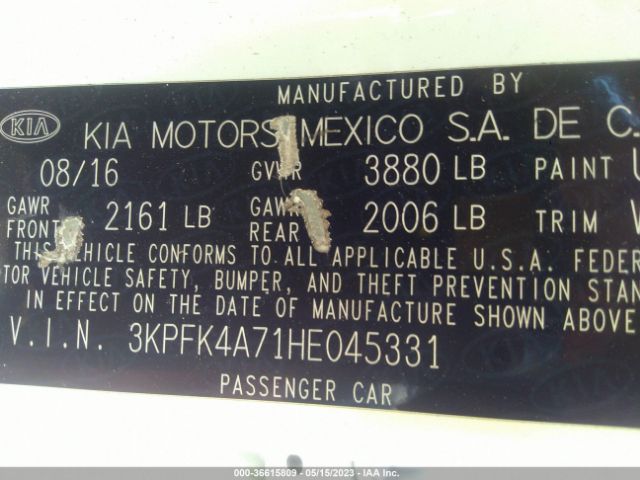 MANUFACTURED BY
KIA KIA MOTORS MEXICO S.A. DE C.
08/16 GVWR 3880 LB PAINT
GAWR FRONT 2161 LB GAWR REAR 2006 LB TRIM
THIS VEHICLE CONFORMS TO ALL APPLICABLE U.S.A. FEDER
TOR VEHICLE SAFETY, BUMPER, AND THEFT PREVENTION STAN
IN EFFECT ON THE DATE OF MANUFACTURE SHOWN ABOVE
V.I.N. 3KPFK4A71HE045331
PASSENGER CAR
000-36615809 - 05/15/2023 - IAAI.COM